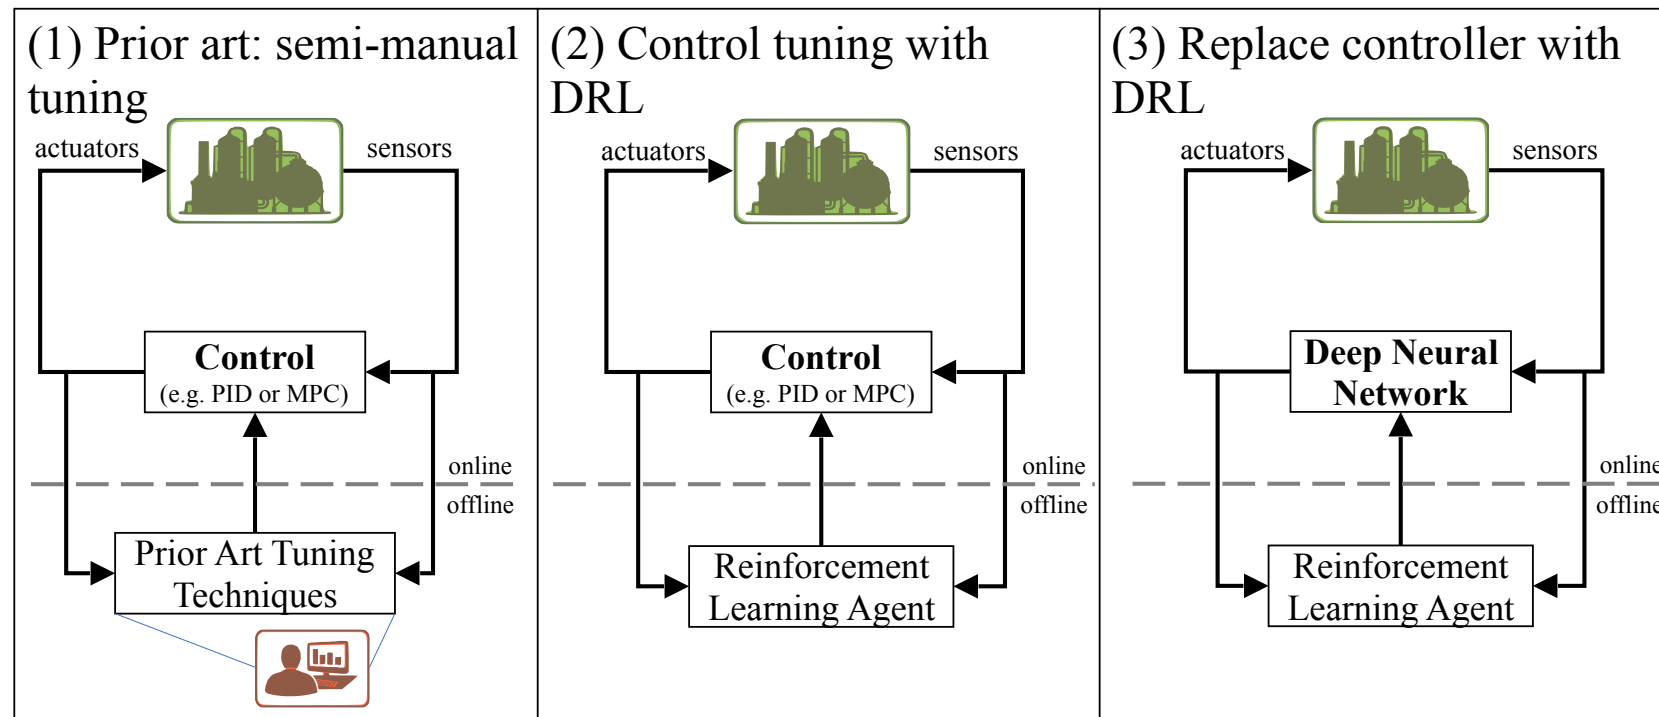 (1) Prior art: semi-manual
tuning
actuators
sensors
Control
(e.g. PID or MPC)
online
offline
Prior Art Tuning
Techniques
(2) Control tuning with
DRL
actuators
sensors
Control
(e.g. PID or MPC)
online
offline
Reinforcement
Learning Agent
(3) Replace controller with
DRL
actuators
sensors
Deep Neural
Network
online
offline
Reinforcement
Learning Agent